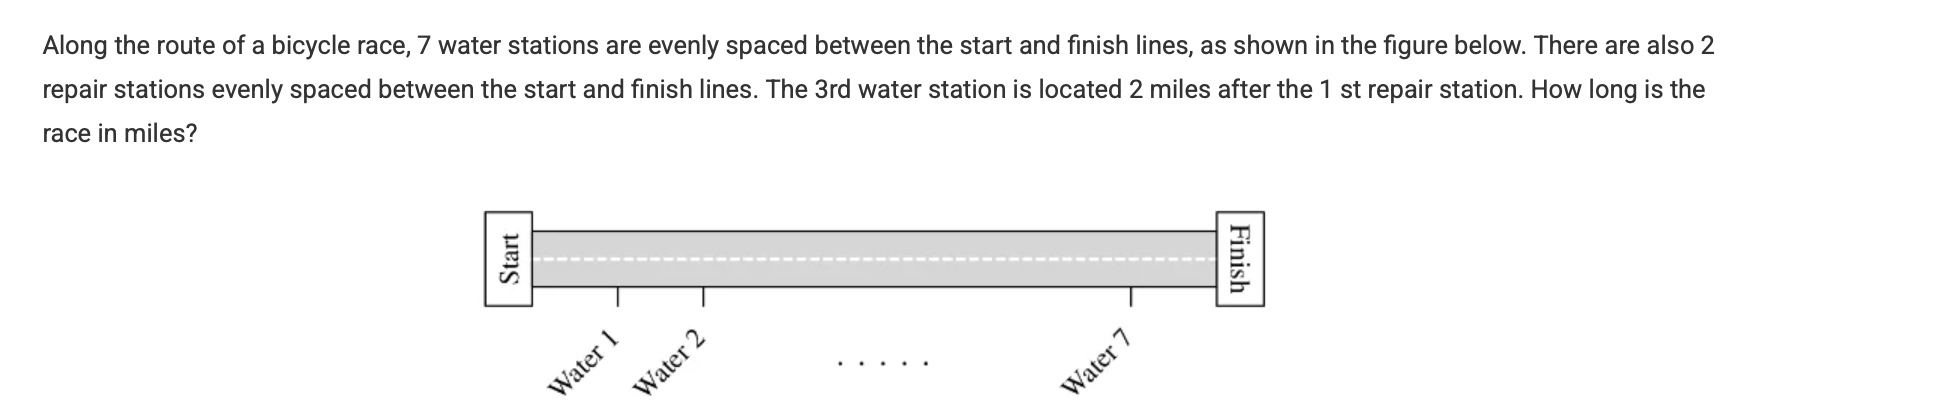 Along the route of a bicycle race, 7 water stations are evenly spaced between the start and finish lines, as shown in the figure below. There are also 2
repair stations evenly spaced between the start and finish lines. The 3rd water station is located 2 miles after the 1 st repair station. How long is the
race in miles?
Start
Finish
Water 1
Water 2
. . . . .
Water 7